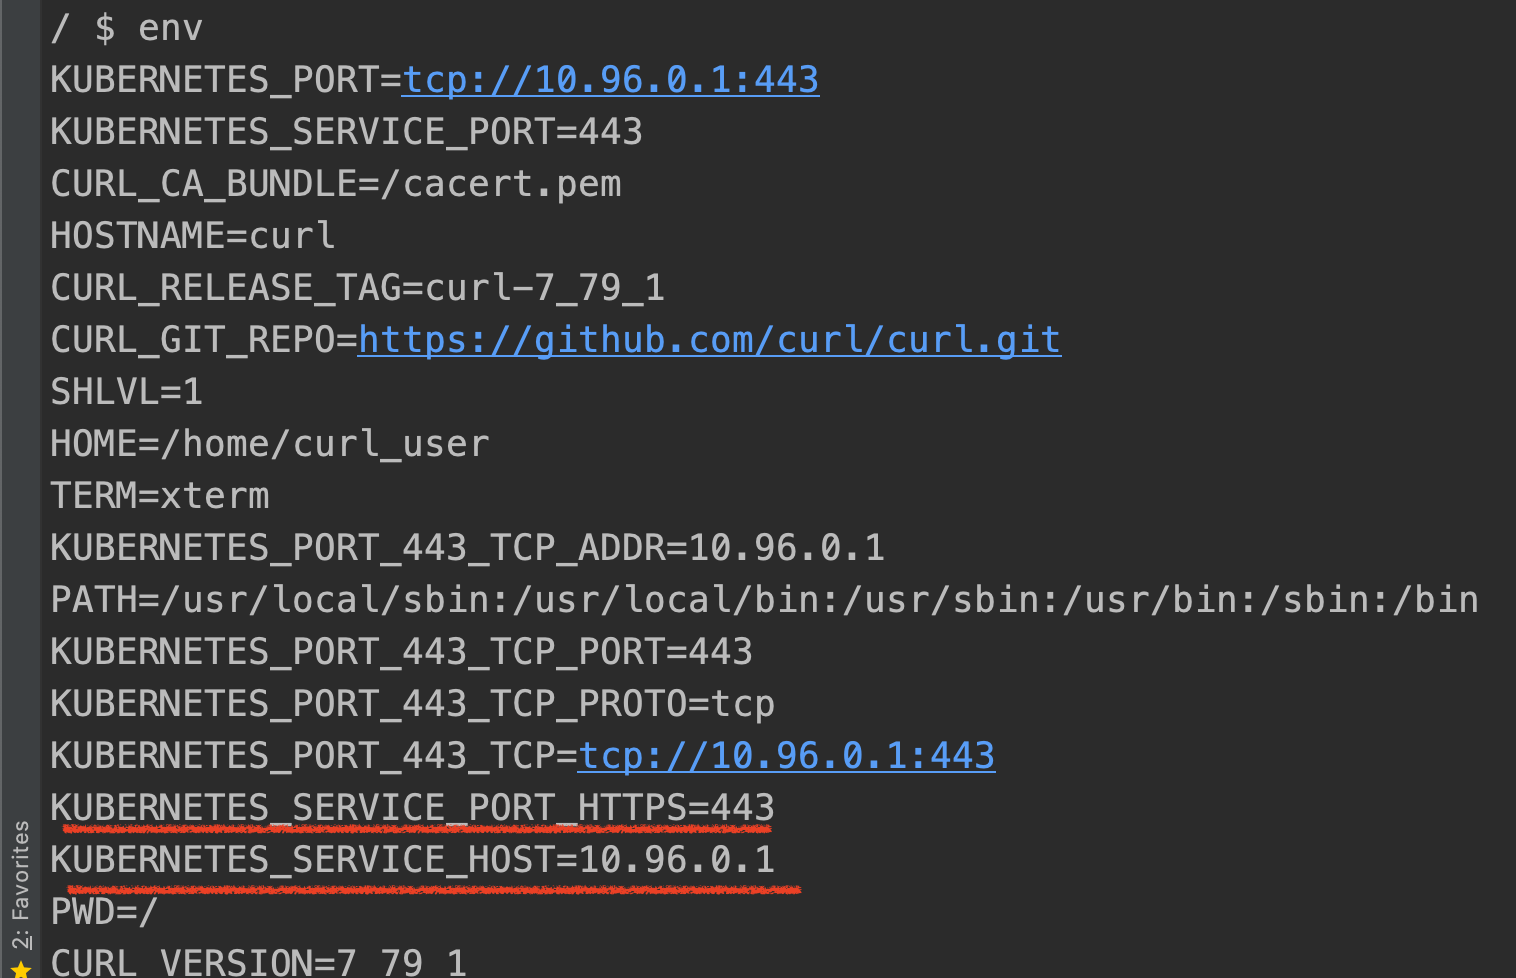 / $ env
KUBERNETES_PORT=tcp://10.96.0.1:443
KUBERNETES_SERVICE_PORT=443
CURL_CA_BUNDLE=/cacert.pem
HOSTNAME=curl
CURL_RELEASE_TAG=curl-7_79_1
CURL_GIT_REPO=https://github.com/curl/curl.git
SHLVL=1
HOME=/home/curl_user
TERM=xterm
KUBERNETES_PORT_443_TCP_ADDR=10.96.0.1
PATH=/usr/local/sbin:/usr/local/bin:/usr/sbin:/usr/bin:/sbin:/bin
KUBERNETES_PORT_443_TCP_PORT=443
KUBERNETES_PORT_443_TCP_PROTO=tcp
KUBERNETES_PORT_443_TCP=tcp://10.96.0.1:443
KUBERNETES_SERVICE_PORT_HTTPS=443
KUBERNETES_SERVICE_HOST=10.96.0.1
PWD=/
CURL_VERSION=7_79_1
2: Favorites